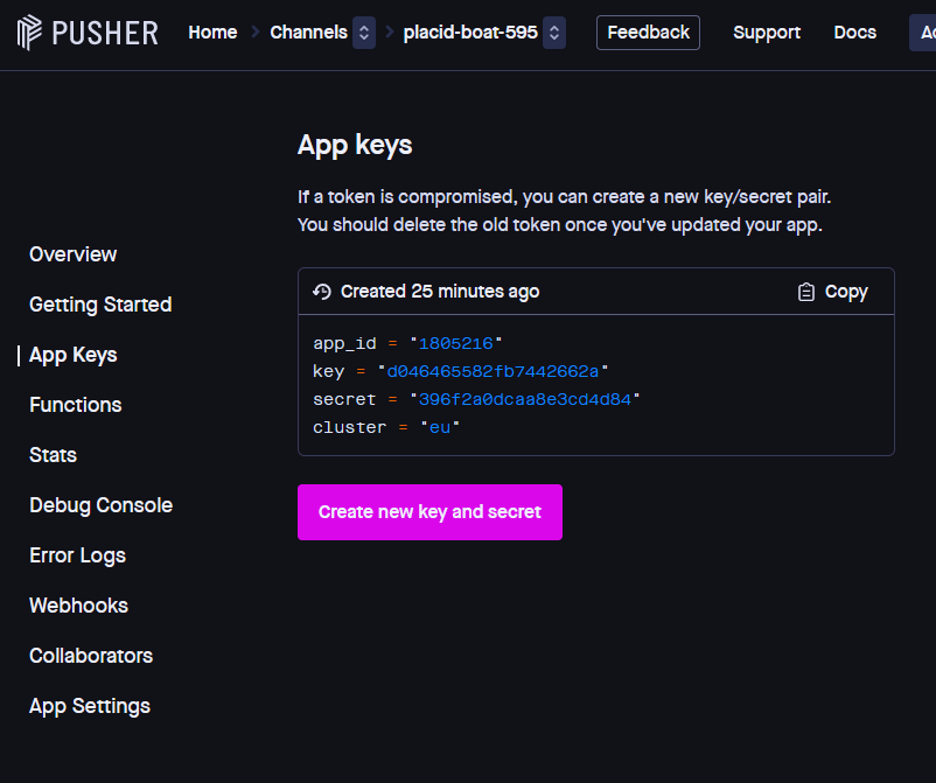 PUSHER Home Channels placid-boat-595 Feedback Support Docs
App keys
If a token is compromised, you can create a new key/secret pair.
You should delete the old token once you've updated your app.
Overview
Getting Started
App Keys
Functions
Stats
Debug Console
Error Logs
Webhooks
Collaborators
App Settings
Created 25 minutes ago Copy
app_id = "1805216"
key = "d046465582fb7442662a"
secret = "396f2a0dcaa8e3cd4d84"
cluster = "eu"
Create new key and secret